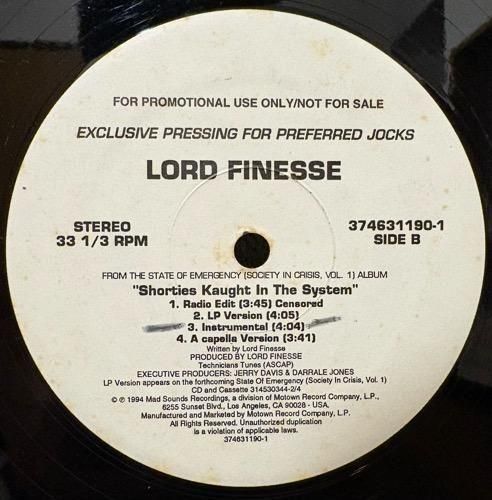 FOR PROMOTIONAL USE ONLY/NOT FOR SALE
EXCLUSIVE PRESSING FOR PREFERRED JOCKS
LORD FINESSE
STEREO
33 1/3 RPM
374631190-1
SIDE B
FROM THE STATE OF EMERGENCY (SOCIETY IN CRISIS, VOL. 1) ALBUM
"Shorties Kaught In The System"
1. Radio Edit (3:45) Censored
2. LP Version (4:05)
3. Instrumental (4:04)
4. A capella Version (3:41)
Written by Lord Finesse
PRODUCED BY LORD FINESSE
Technicians Tunes (ASCAP)
EXECUTIVE PRODUCERS: JERRY DAVIS & DARRALE JONES
LP Version appears on the forthcoming State Of Emergency (Society In Crisis, Vol. 1)
CD and Cassette 314530344-2/4
© ℗ 1994 Mad Sounds Recordings, a division of Motown Record Company, L.P.,
6255 Sunset Blvd., Los Angeles, CA 90028 - USA.
Manufactured and Marketed by Motown Record Company, L.P.
All Rights Reserved. Unauthorized duplication
is a violation of applicable laws.
374631190-1